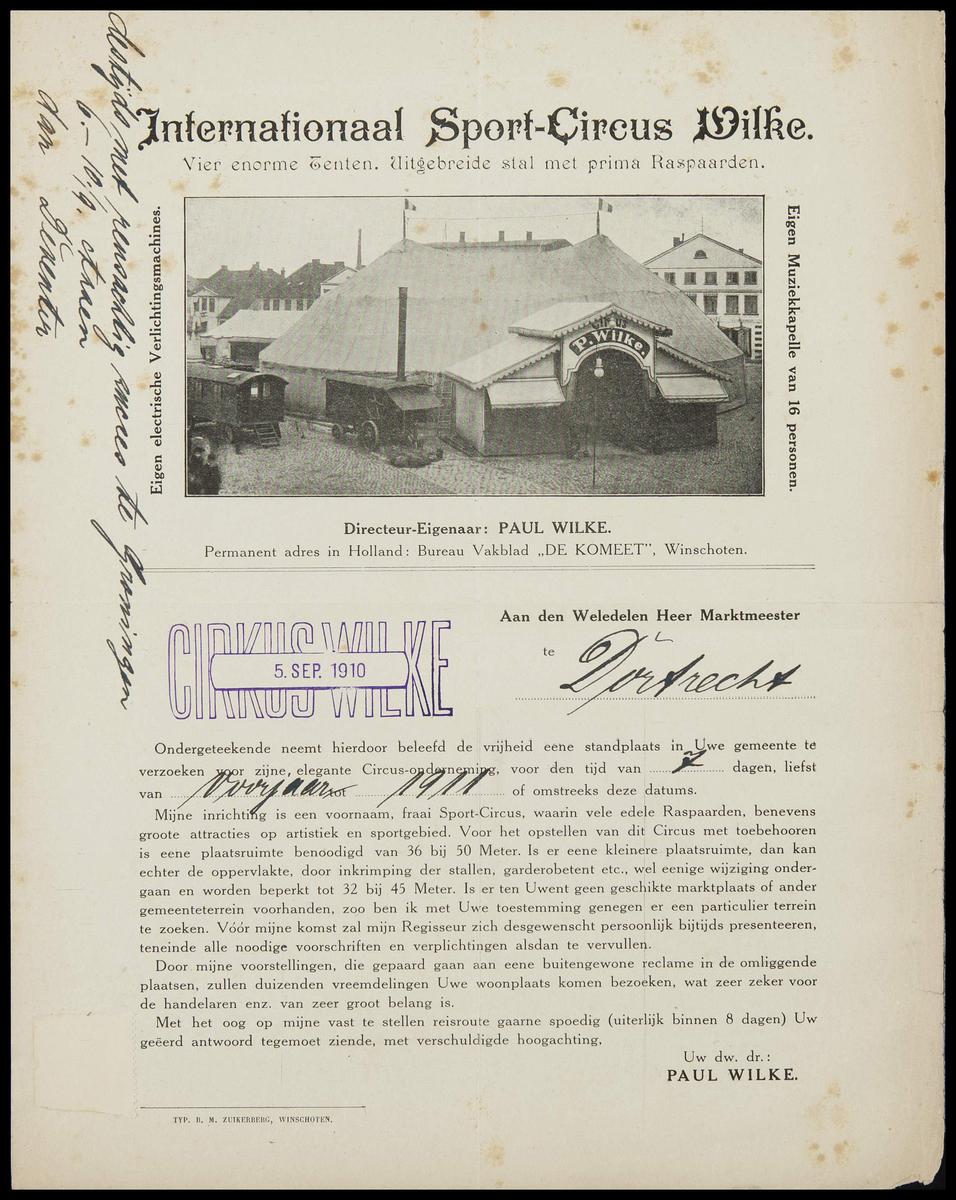 Internationaal Sport-Circus Wilke.
Vier enorme Tenten. Uitgebreide stal met prima Raspaarden.
Eigen electrische Verlichtingsmachines.
Circus
P. Wilke.
Eigen Muziekkapelle van 16 personen.
Directeur-Eigenaar: PAUL WILKE.
Permanent adres in Holland: Bureau Vakblad „DE KOMEET”, Winschoten.
CIRKUS WILKE
5. SEP. 1910
Aan den Weledelen Heer Marktmeester
te Dortrecht
Ondergeteekende neemt hierdoor beleefd de vrijheid eene standplaats in Uwe gemeente te
verzoeken voor zijne, elegante Circus-onderneming, voor den tijd van 7 dagen, liefst
van Voorjaar tot 1911 of omstreeks deze datums.
Mijne inrichting is een voornaam, fraai Sport-Circus, waarin vele edele Raspaarden, benevens
groote attracties op artistiek en sportgebied. Voor het opstellen van dit Circus met toebehooren
is eene plaatsruimte benoodigd van 36 bij 50 Meter. Is er eene kleinere plaatsruimte, dan kan
echter de oppervlakte, door inkrimping der stallen, garderobetent etc., wel eenige wijziging onder-
gaan en worden beperkt tot 32 bij 45 Meter. Is er ten Uwent geen geschikte marktplaats of ander
gemeenteterrein voorhanden, zoo ben ik met Uwe toestemming genegen er een particulier terrein
te zoeken. Vóór mijne komst zal mijn Regisseur zich desgewenscht persoonlijk bijtijds presenteeren,
teneinde alle noodige voorschriften en verplichtingen alsdan te vervullen.
Door mijne voorstellingen, die gepaard gaan aan eene buitengewone reclame in de omliggende
plaatsen, zullen duizenden vreemdelingen Uwe woonplaats komen bezoeken, wat zeer zeker voor
de handelaren enz. van zeer groot belang is.
Met het oog op mijne vast te stellen reisroute gaarne spoedig (uiterlijk binnen 8 dagen) Uw
geëerd antwoord tegemoet ziende, met verschuldigde hoogachting,
Uw dw. dr.:
PAUL WILKE.
TYP. B. M. ZUIKERBERG, WINSCHOTEN.
met succes te Groningen
Deventer